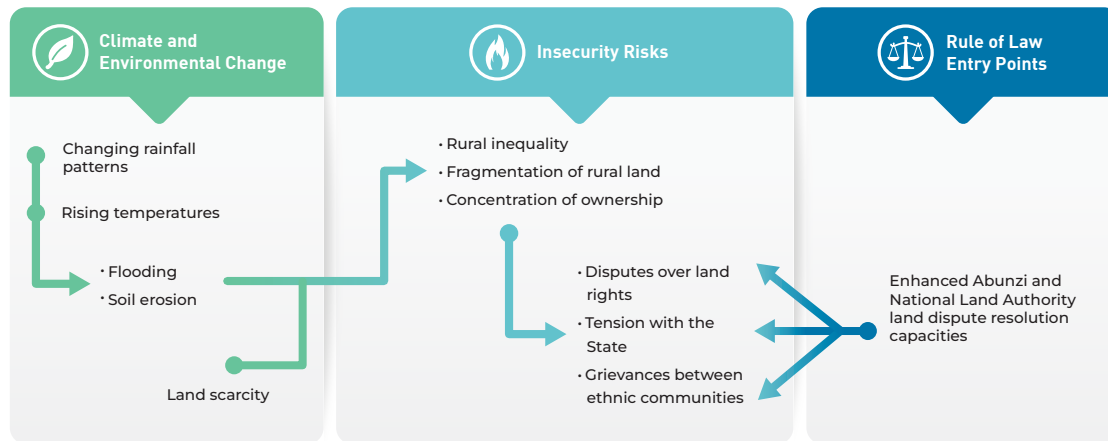 Climate and
Environmental Change
Changing rainfall
patterns
Rising temperatures
· Flooding
· Soil erosion
Land scarcity
Insecurity Risks
· Rural inequality
· Fragmentation of rural land
· Concentration of ownership
· Disputes over land
rights
· Tension with the
State
· Grievances between
ethnic communities
Rule of Law
Entry Points
Enhanced Abunzi and
National Land Authority
land dispute resolution
capacities